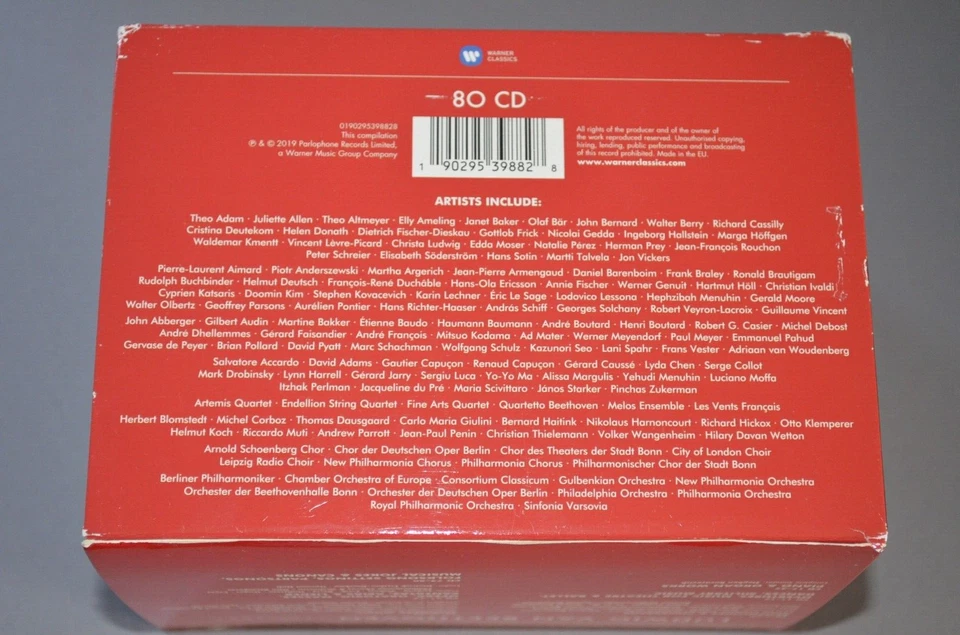 WARNER
CLASSICS
80 CD
0190295398828
This compilation
℗ & © 2019 Parlophone Records Limited,
a Warner Music Group Company
1 90295 39882 8
All rights of the producer and of the owner of
the work reproduced reserved. Unauthorised copying,
hiring, lending, public performance and broadcasting
of this record prohibited. Made in the EU.
www.warnerclassics.com
ARTISTS INCLUDE:
Theo Adam · Juliette Allen · Theo Altmeyer · Elly Ameling · Janet Baker · Olaf Bär · John Bernard · Walter Berry · Richard Cassilly
Cristina Deutekom · Helen Donath · Dietrich Fischer-Dieskau · Gottlob Frick · Nicolai Gedda · Ingeborg Hallstein · Marga Höffgen
Waldemar Kmentt · Vincent Lèvre-Picard · Christa Ludwig · Edda Moser · Natalie Pérez · Herman Prey · Jean-François Rouchon
Peter Schreier · Elisabeth Söderström · Hans Sotin · Martti Talvela · Jon Vickers
Pierre-Laurent Aimard · Piotr Anderszewski · Martha Argerich · Jean-Pierre Armengaud · Daniel Barenboim · Frank Braley · Ronald Brautigam
Rudolph Buchbinder · Helmut Deutsch · François-René Duchâble · Hans-Ola Ericsson · Annie Fischer · Werner Genuit · Hartmut Höll · Christian Ivaldi
Cyprien Katsaris · Doomin Kim · Stephen Kovacevich · Karin Lechner · Éric Le Sage · Lodovico Lessona · Hephzibah Menuhin · Gerald Moore
Walter Olbertz · Geoffrey Parsons · Aurélien Pontier · Hans Richter-Haaser · András Schiff · Georges Solchany · Robert Veyron-Lacroix · Guillaume Vincent
John Abberger · Gilbert Audin · Martine Bakker · Étienne Baudo · Haumann Baumann · André Boutard · Henri Boutard · Robert G. Casier · Michel Debost
André Dhellemmes · Gérard Faisandier · André François · Mitsua Kodama · Ad Mater · Werner Meyendorf · Paul Meyer · Emmanuel Pahud
Gervase de Peyer · Brian Pollard · David Pyatt · Marc Schachman · Wolfgang Schulz · Kazunori Seo · Lani Spahr · Frans Vester · Adriaan van Woudenberg
Salvatore Accardo · David Adams · Gautier Capuçon · Renaud Capuçon · Gérard Caussé · Lyda Chen · Serge Collot
Mark Drobinsky · Lynn Harrell · Gérard Jarry · Sergiu Luca · Yo-Yo Ma · Alissa Margulis · Yehudi Menuhin · Luciano Moffa
Itzhak Perlman · Jacqueline du Pré · Maria Scivittaro · János Starker · Pinchas Zukerman
Artemis Quartet · Endellion String Quartet · Fine Arts Quartet · Quartetto Beethoven · Melos Ensemble · Les Vents Français
Herbert Blomstedt · Michel Corboz · Thomas Dausgaard · Carlo Maria Giulini · Bernard Haitink · Nikolaus Harnoncourt · Richard Hickox · Otto Klemperer
Helmut Koch · Riccardo Muti · Andrew Parrott · Jean-Paul Penin · Christian Thielemann · Volker Wangenheim · Hilary Davan Wetton
Arnold Schoenberg Chor · Chor der Deutschen Oper Berlin · Chor des Theaters der Stadt Bonn · City of London Choir
Leipzig Radio Choir · New Philharmonia Chorus · Philharmonia Chorus · Philharmonischer Chor der Stadt Bonn
Berliner Philharmoniker · Chamber Orchestra of Europe · Consortium Classicum · Gulbenkian Orchestra · New Philharmonia Orchestra
Orchester der Beethovenhalle Bonn · Orchester der Deutschen Oper Berlin · Philadelphia Orchestra · Philharmonia Orchestra
Royal Philharmonic Orchestra · Sinfonia Varsovia
FOLKSONG SETTINGS, PARTSONGS,
MUSICAL JOKES & CANONS